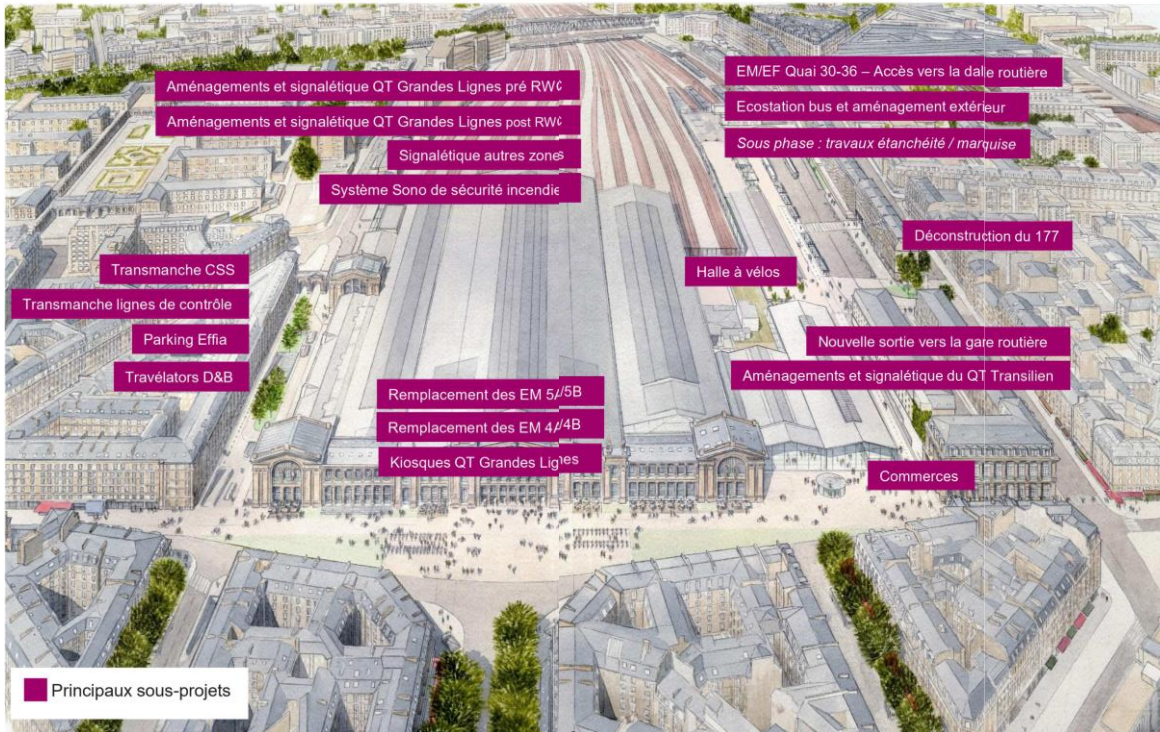 Aménagements et signalétique QT Grandes Lignes pré RWC
Aménagements et signalétique QT Grandes Lignes post RWC
Signalétique autres zones
Système Sono de sécurité incendie
EM/EF Quai 30-36 – Accès vers la dalle routière
Ecostation bus et aménagement extérieur
Sous phase : travaux étanchéité / marquise
Déconstruction du 177
Transmanche CSS
Transmanche lignes de contrôle
Parking Effia
Travélators D&B
Halle à vélos
Nouvelle sortie vers la gare routière
Aménagements et signalétique du QT Transilien
Remplacement des EM 5A/5B
Remplacement des EM 4A/4B
Kiosques QT Grandes Lignes
Commerces
Principaux sous-projets